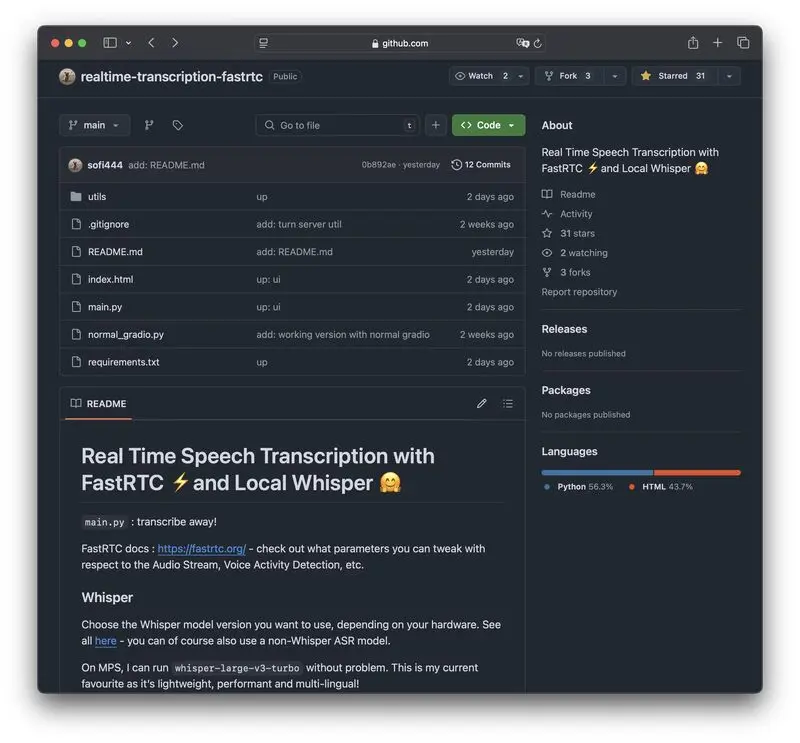 github.com
realtime-transcription-fastrtc Public
Watch 2
Fork 3
Starred 31
main
Go to file t
Code
sofi444 add: README.md 0b892ae · yesterday 12 Commits
utils up 2 days ago
.gitignore add: turn server util 2 weeks ago
README.md add: README.md yesterday
index.html up: ui 2 days ago
main.py up: ui 2 days ago
normal_gradio.py add: working version with normal gradio 2 weeks ago
requirements.txt up 2 days ago
README
Real Time Speech Transcription with
FastRTC ⚡ and Local Whisper 🤗
main.py : transcribe away!
FastRTC docs : https://fastrtc.org/ - check out what parameters you can tweak with
respect to the Audio Stream, Voice Activity Detection, etc.
Whisper
Choose the Whisper model version you want to use, depending on your hardware. See
all here - you can of course also use a non-Whisper ASR model.
On MPS, I can run whisper-large-v3-turbo without problem. This is my current
favourite as it's lightweight, performant and multi-lingual!
About
Real Time Speech Transcription with
FastRTC ⚡ and Local Whisper 🤗
Readme
Activity
31 stars
2 watching
3 forks
Report repository
Releases
No releases published
Packages
No packages published
Languages
Python 56.3% HTML 43.7%